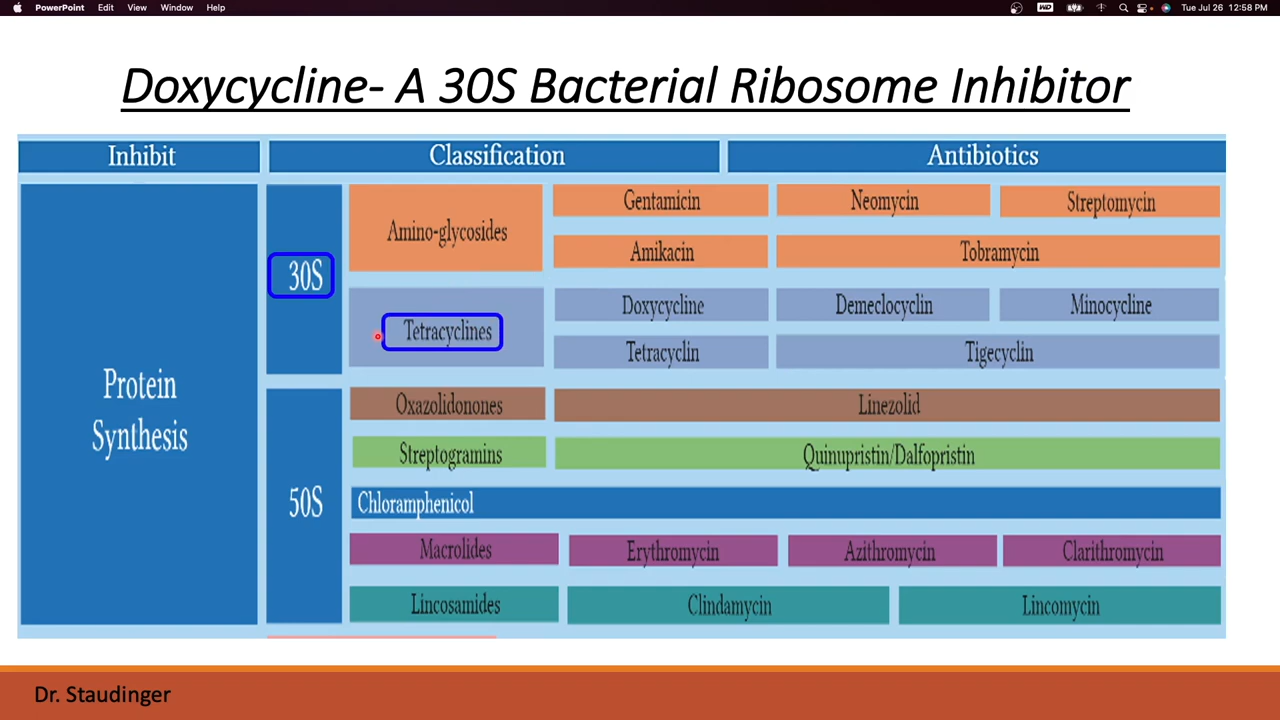 PowerPoint Edit View Window Help Tue Jul 26 12:58 PM
Doxycycline- A 30S Bacterial Ribosome Inhibitor
Inhibit Classification Antibiotics
Protein
Synthesis
30S
Amino-glycosides
Gentamicin Neomycin Streptomycin
Amikacin Tobramycin
Tetracyclines
Doxycycline Demeclocyclin Minocycline
Tetracyclin Tigecyclin
50S
Oxazolidonones Linezolid
Streptogramins Quinupristin/Dalfopristin
Chloramphenicol
Macrolides Erythromycin Azithromycin Clarithromycin
Lincosamides Clindamycin Lincomycin
Dr. Staudinger